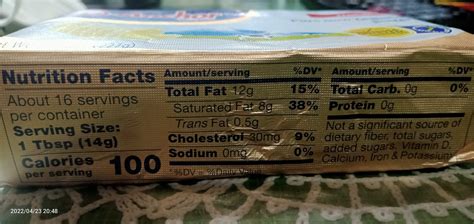 Nutrition Facts
About 16 servings
per container
Serving Size:
1 Tbsp (14g)
Calories
per serving 100
Amount/serving %DV*
Total Fat 12g 15%
Saturated Fat 8g 38%
Trans Fat 0.5g
Cholesterol 30mg 9%
Sodium 0mg 0%
*%DV = %Daily Value
Amount/serving %DV*
Total Carb. 0g 0%
Protein 0g
Not a significant source of
dietary fiber, total sugars,
added sugars, Vitamin D,
Calcium, Iron & Potassium
2022/04/23 20:48